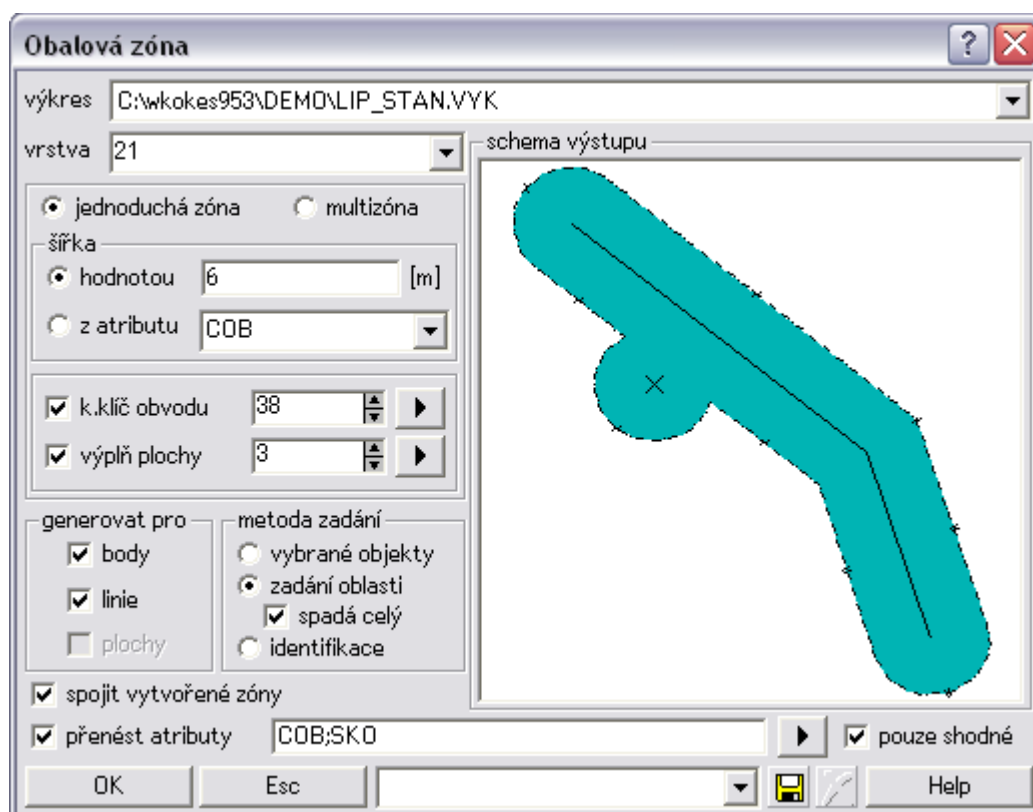 Obalová zóna
výkres C:\wkokes953\DEMO\LIP_STAN.VYK
vrstva 21
schema výstupu
jednoduchá zóna multizóna
šířka
hodnotou 6 [m]
z atributu COB
k.klíč obvodu 38
výplň plochy 3
generovat pro
body
linie
plochy
metoda zadání
vybrané objekty
zadání oblasti
spadá celý
identifikace
spojit vytvořené zóny
přenést atributy COB;SKO pouze shodné
OK Esc Help